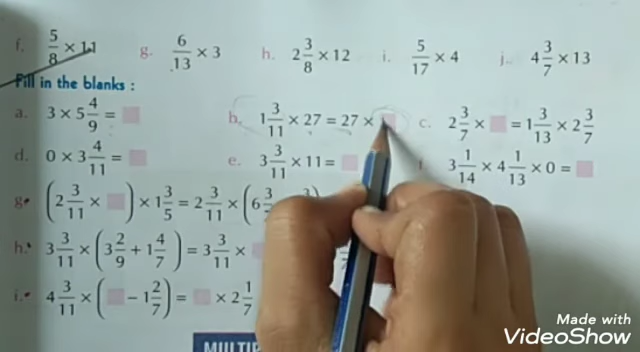 f. 5/8 × 11 g. 6/13 × 3 h. 2 3/8 × 12 i. 5/17 × 4 j. 4 3/7 × 13
Fill in the blanks :
a. 3 × 5 4/9 = □ b. 1 3/11 × 27 = 27 × □ c. 2 3/7 × □ = 1 3/13 × 2 3/7
d. 0 × 3 4/11 = □ e. 3 3/11 × 11 = □ 3 1/14 × 4 1/13 × 0 = □
g. (2 3/11 × □) × 1 3/5 = 2 3/11 × (6
h. 3 3/11 × (3 2/9 + 1 4/7) = 3 3/11 ×
i. 4 3/11 × (□ − 1 2/7) = □ × 2 1/7
Made with
VideoShow